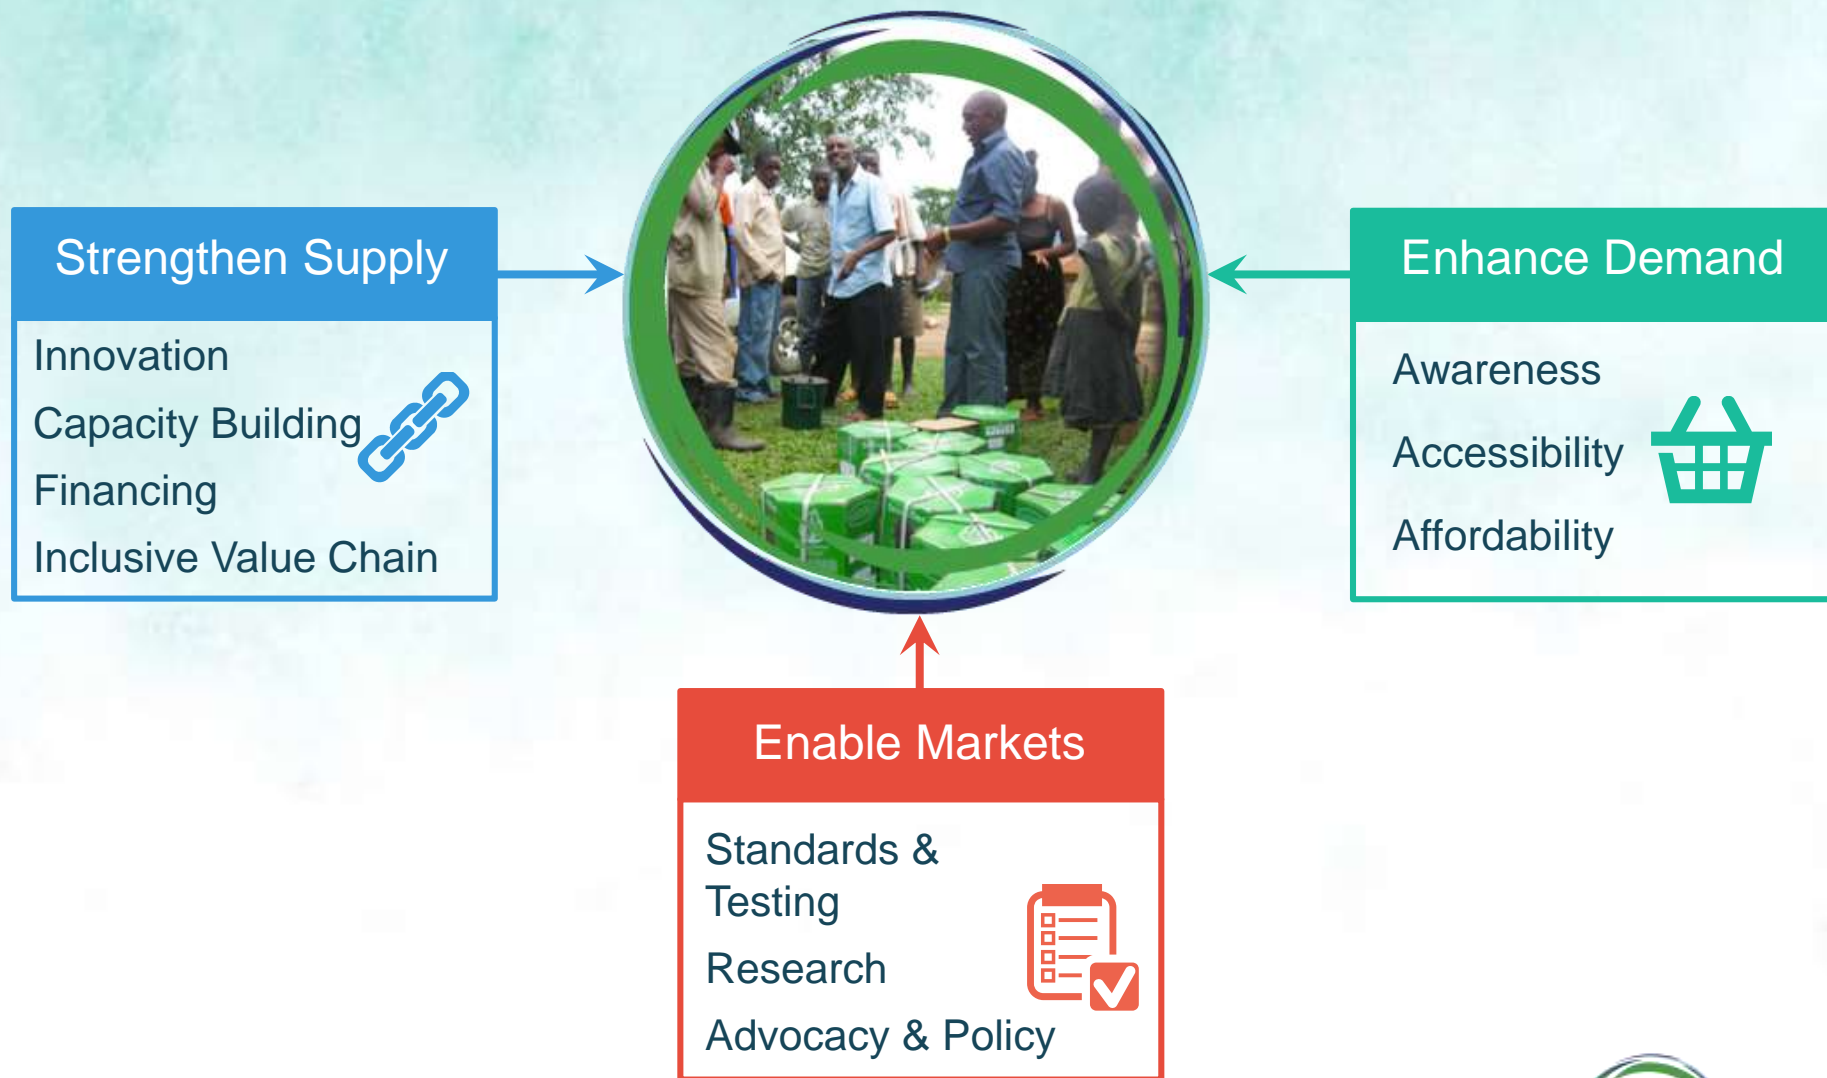 Strengthen Supply
Innovation
Capacity Building
Financing
Inclusive Value Chain
Enhance Demand
Awareness
Accessibility
Affordability
Enable Markets
Standards &
Testing
Research
Advocacy & Policy